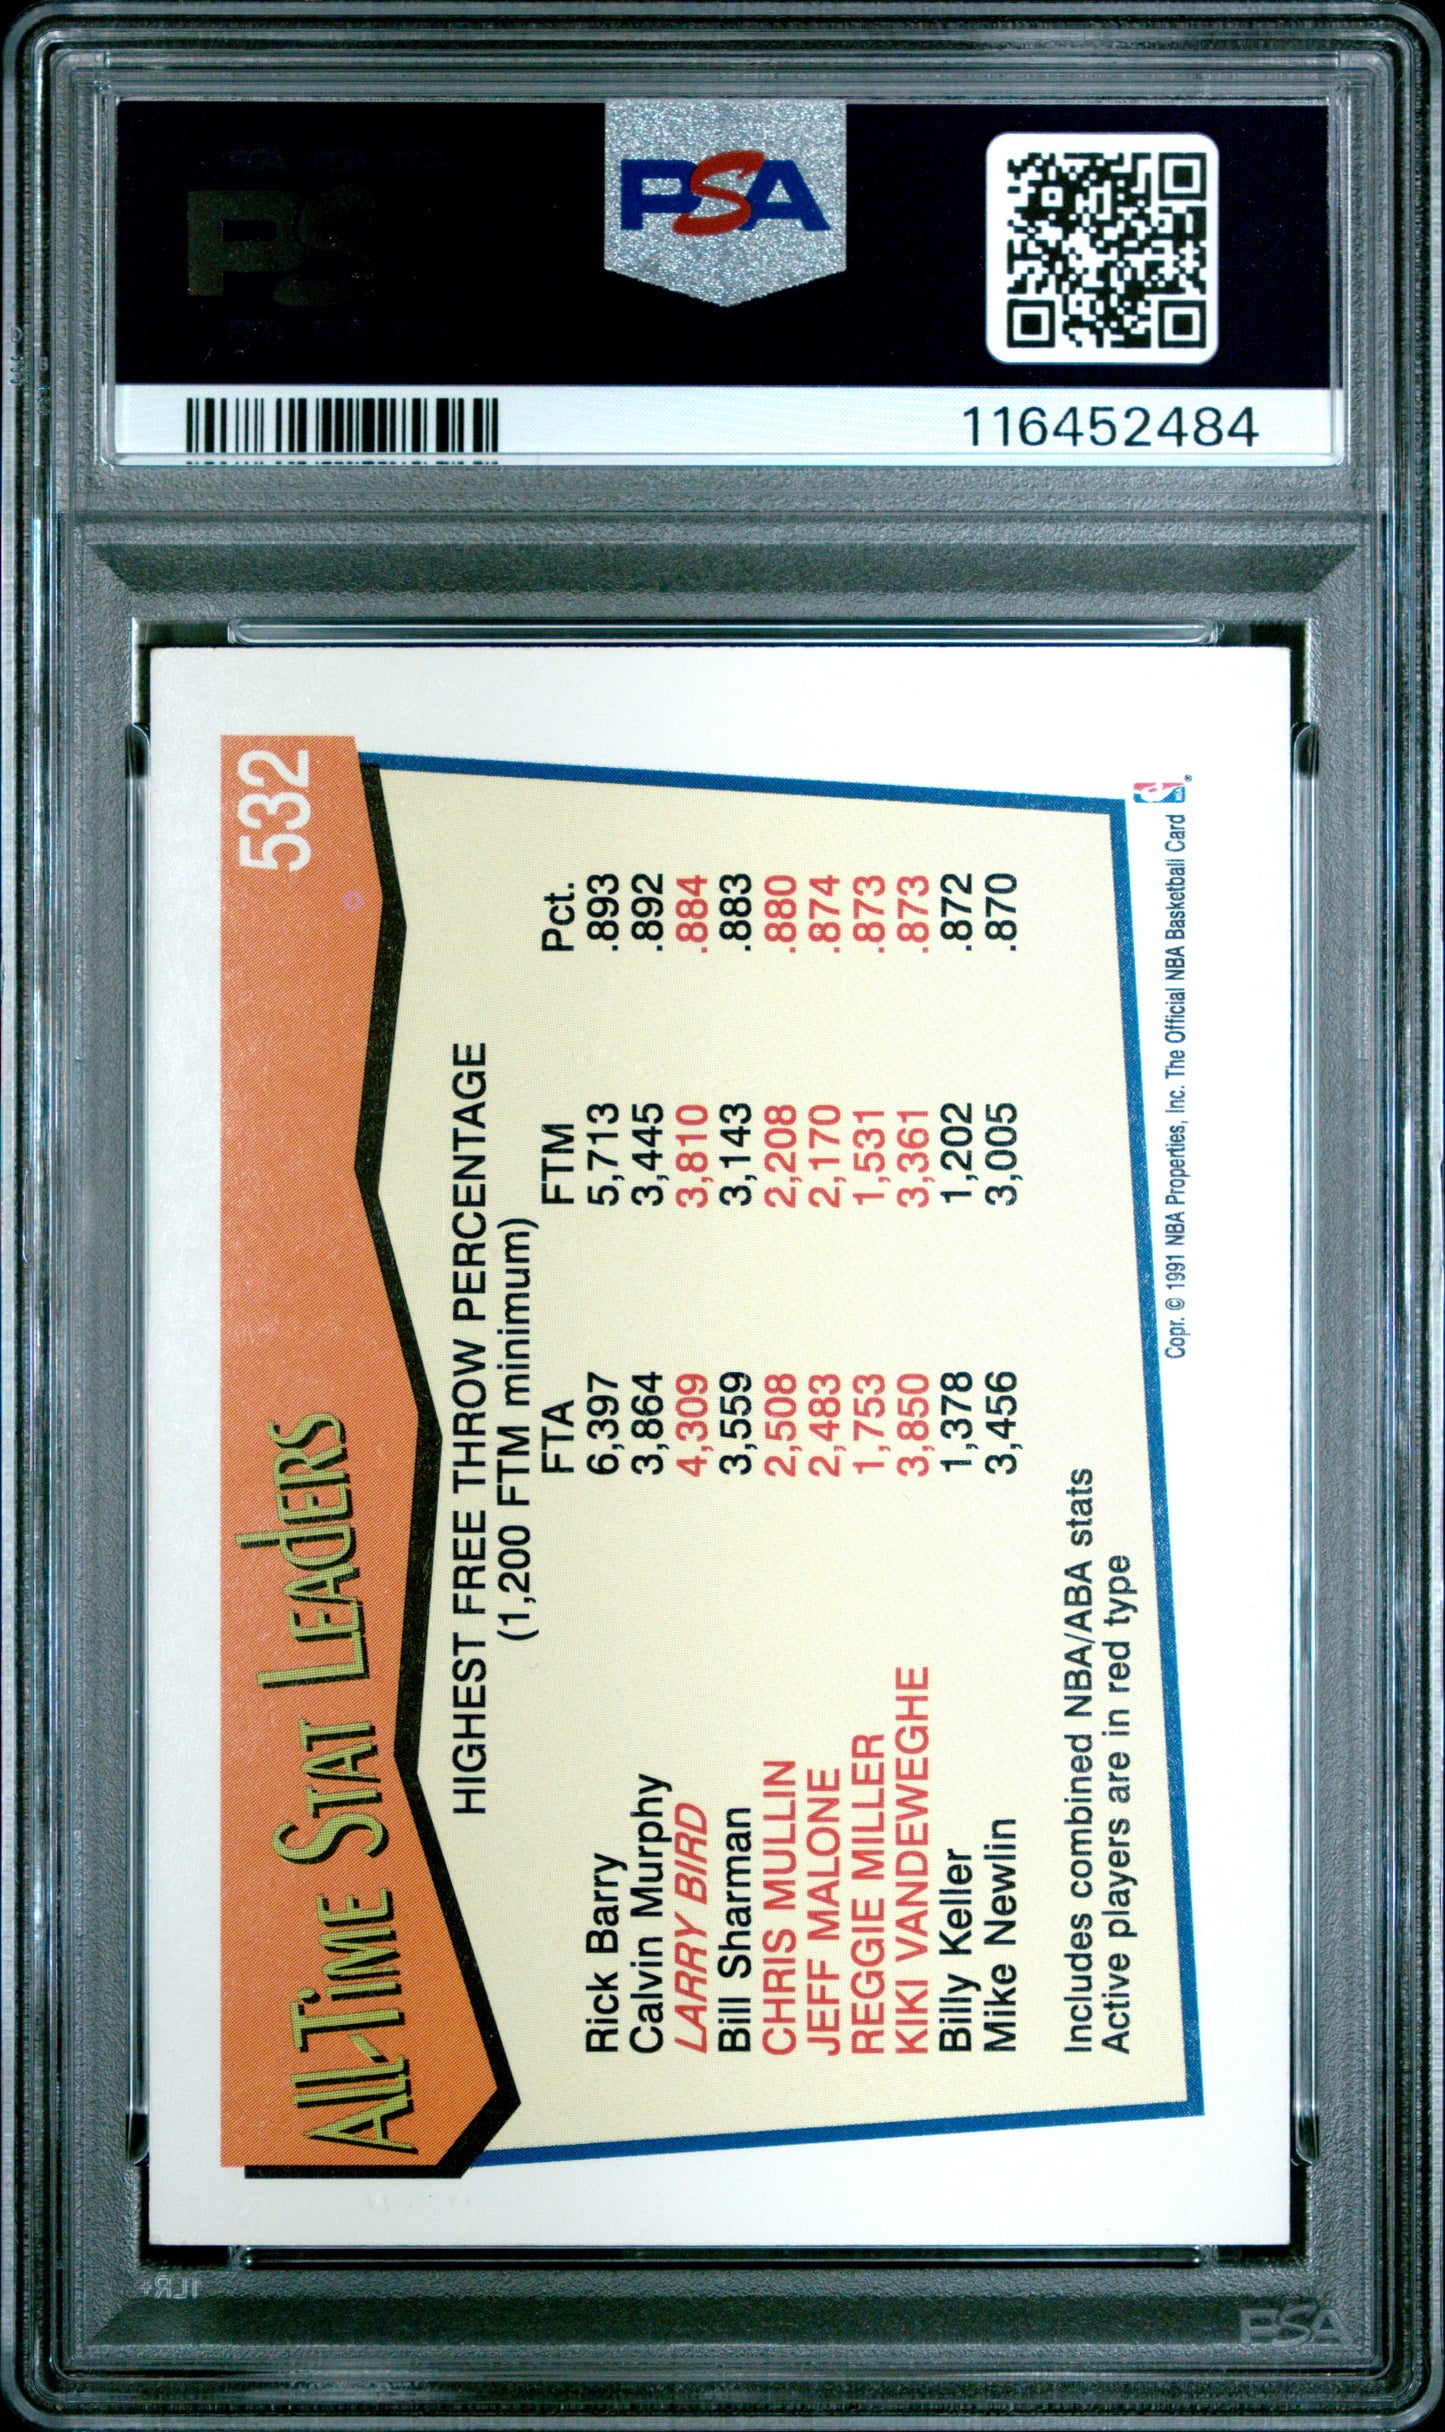 PSA
116452484
532
All-Time Stat Leaders
HIGHEST FREE THROW PERCENTAGE
(1,200 FTM minimum)
FTA FTM Pct.
Rick Barry 6,397 5,713 .893
Calvin Murphy 3,864 3,445 .892
LARRY BIRD 4,309 3,810 .884
Bill Sharman 3,559 3,143 .883
CHRIS MULLIN 2,508 2,208 .880
JEFF MALONE 2,483 2,170 .874
REGGIE MILLER 1,753 1,531 .873
KIKI VANDEWEGHE 3,850 3,361 .873
Billy Keller 1,378 1,202 .872
Mike Newlin 3,456 3,005 .870
Includes combined NBA/ABA stats
Active players are in red type
Copr. © 1991 NBA Properties, Inc. The Official NBA Basketball Card
PSA